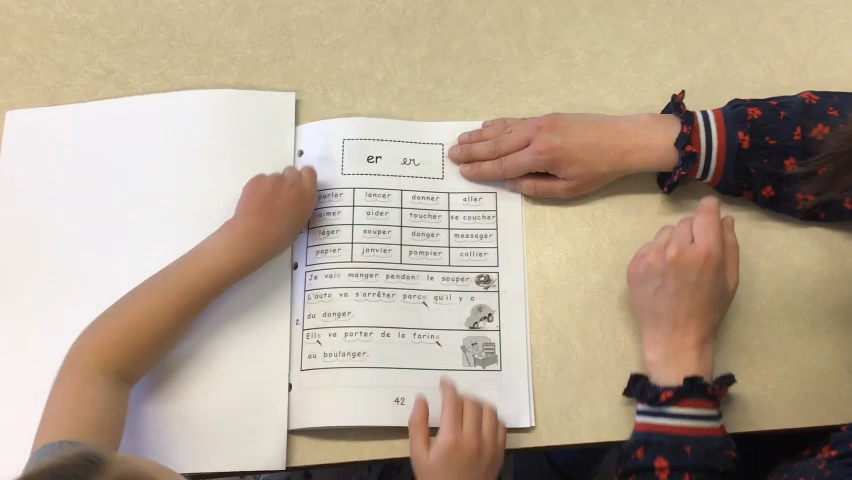 er er
parler lancer donner aller
aimer aider toucher se coucher
léger souper danger messager
papier janvier pompier collier
Je vais manger pendant le souper.
L'auto va s'arrêter parce qu'il y a
du danger.
2.
Elle va porter de la farine
au boulanger.
42